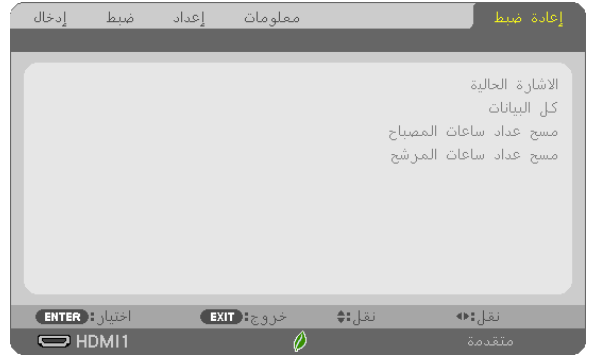 إعادة ضبط معلومات إعداد ضبط إدخال
الاشارة الحالية
كل البيانات
مسح عداد ساعات المصباح
مسح عداد ساعات المرشح
نقل: نقل: خروج: EXIT اختيار: ENTER
متقدمة HDMI1